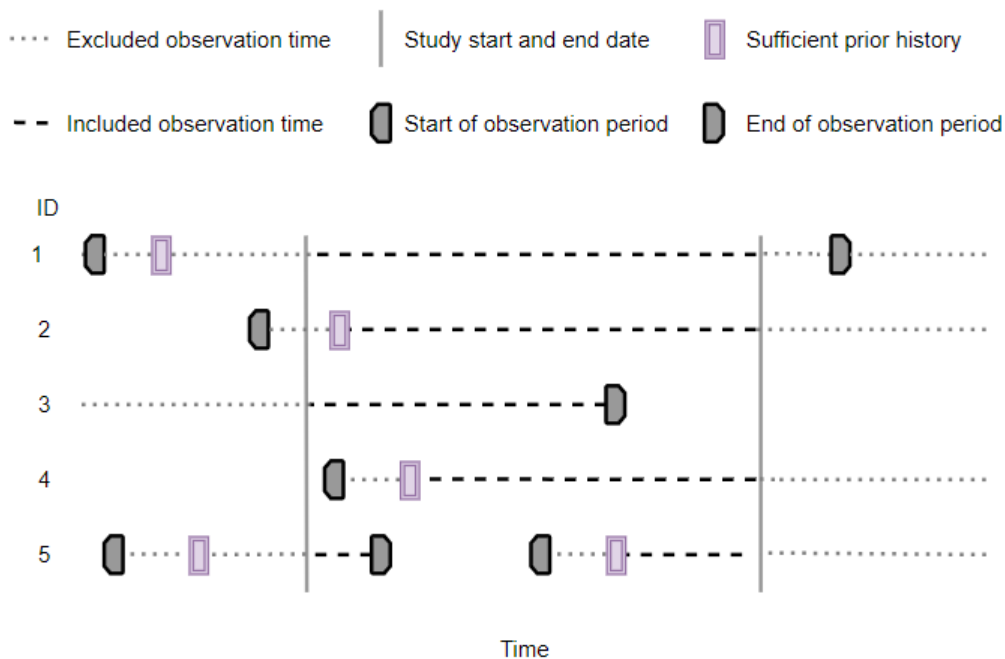 Excluded observation time
Study start and end date
Sufficient prior history
Included observation time
Start of observation period
End of observation period
ID
1
2
3
4
5
Time